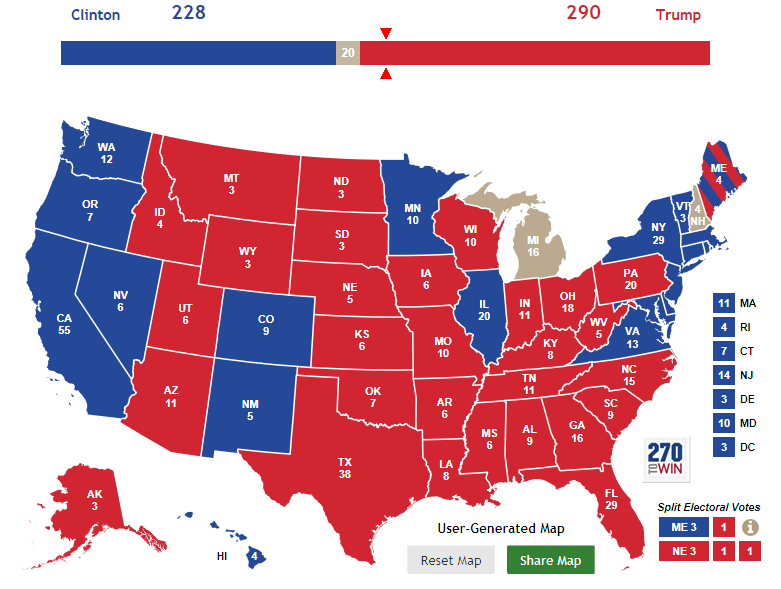 Clinton 228 290 Trump
20
WA
12
OR
7
CA
55
NV
6
ID
4
MT
3
WY
3
UT
6
AZ
11
CO
9
NM
5
ND
3
SD
3
NE
5
KS
6
OK
7
TX
38
MN
10
IA
6
MO
10
AR
6
LA
8
WI
10
IL
20
MI
16
IN
11
OH
18
KY
8
TN
11
MS
6
AL
9
GA
16
FL
29
SC
9
NC
15
VA
13
WV
5
PA
20
NY
29
VT
3
4
NH
ME
4
AK
3
HI 4
11 MA
4 RI
7 CT
14 NJ
3 DE
10 MD
3 DC
270
TOWIN
Split Electoral Votes
ME 3 1 i
NE 3 1 1
User-Generated Map
Reset Map Share Map